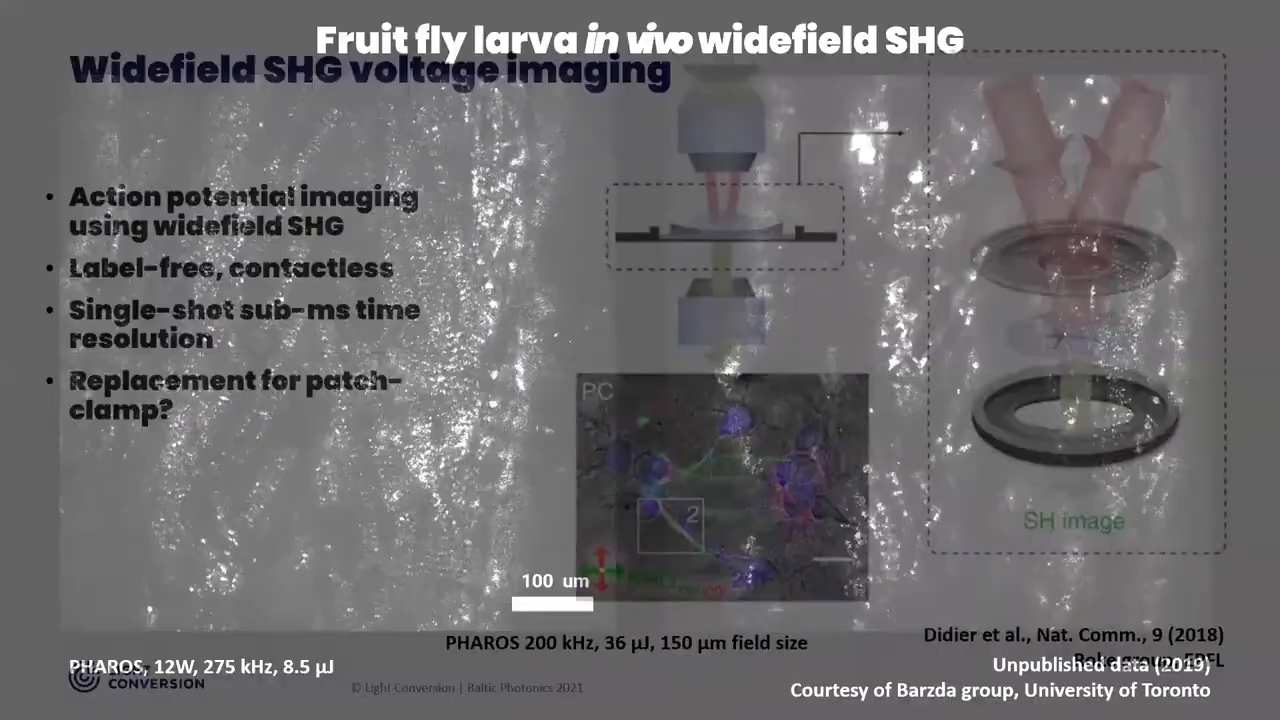 Fruit fly larva in vivo widefield SHG
Widefield SHG voltage imaging
• Action potential imaging
using widefield SHG
• Label-free, contactless
• Single-shot sub-ms time
resolution
• Replacement for patch-
clamp?
PC
2
SH image
100 um
PHAROS 200 kHz, 36 µJ, 150 µm field size
Didier et al., Nat. Comm., 9 (2018)
Roke group, EPFL
PHAROS, 12W, 275 kHz, 8.5 µJ
Unpublished data (2019)
CONVERSION
© Light Conversion | Baltic Photonics 2021
Courtesy of Barzda group, University of Toronto